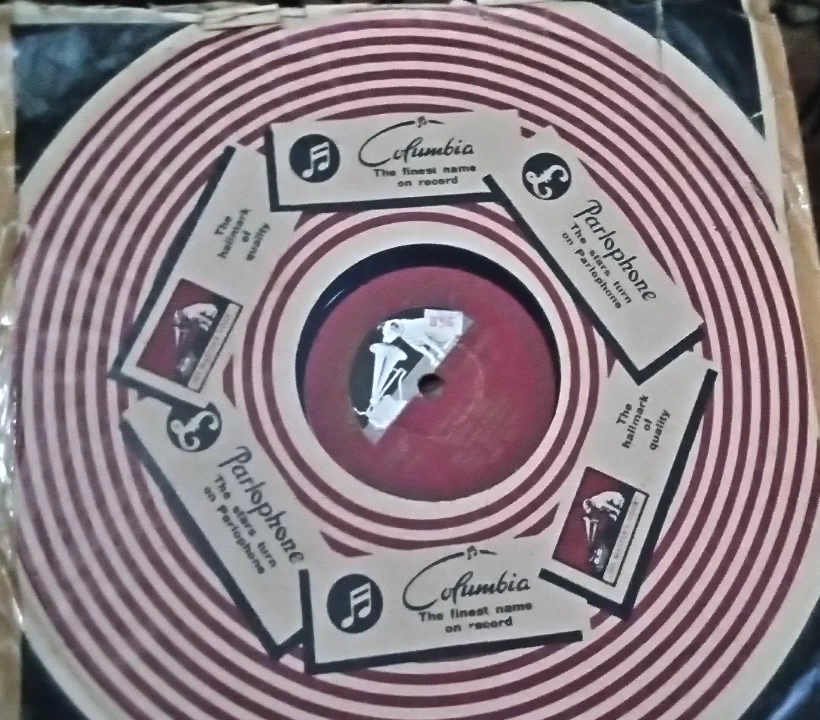 Columbia
The finest name
on record
Parlophone
The stars turn
on Parlophone
The
hallmark
of
quality
The
hallmark
of
quality
Parlophone
The stars turn
on Parlophone
Columbia
The finest name
on record